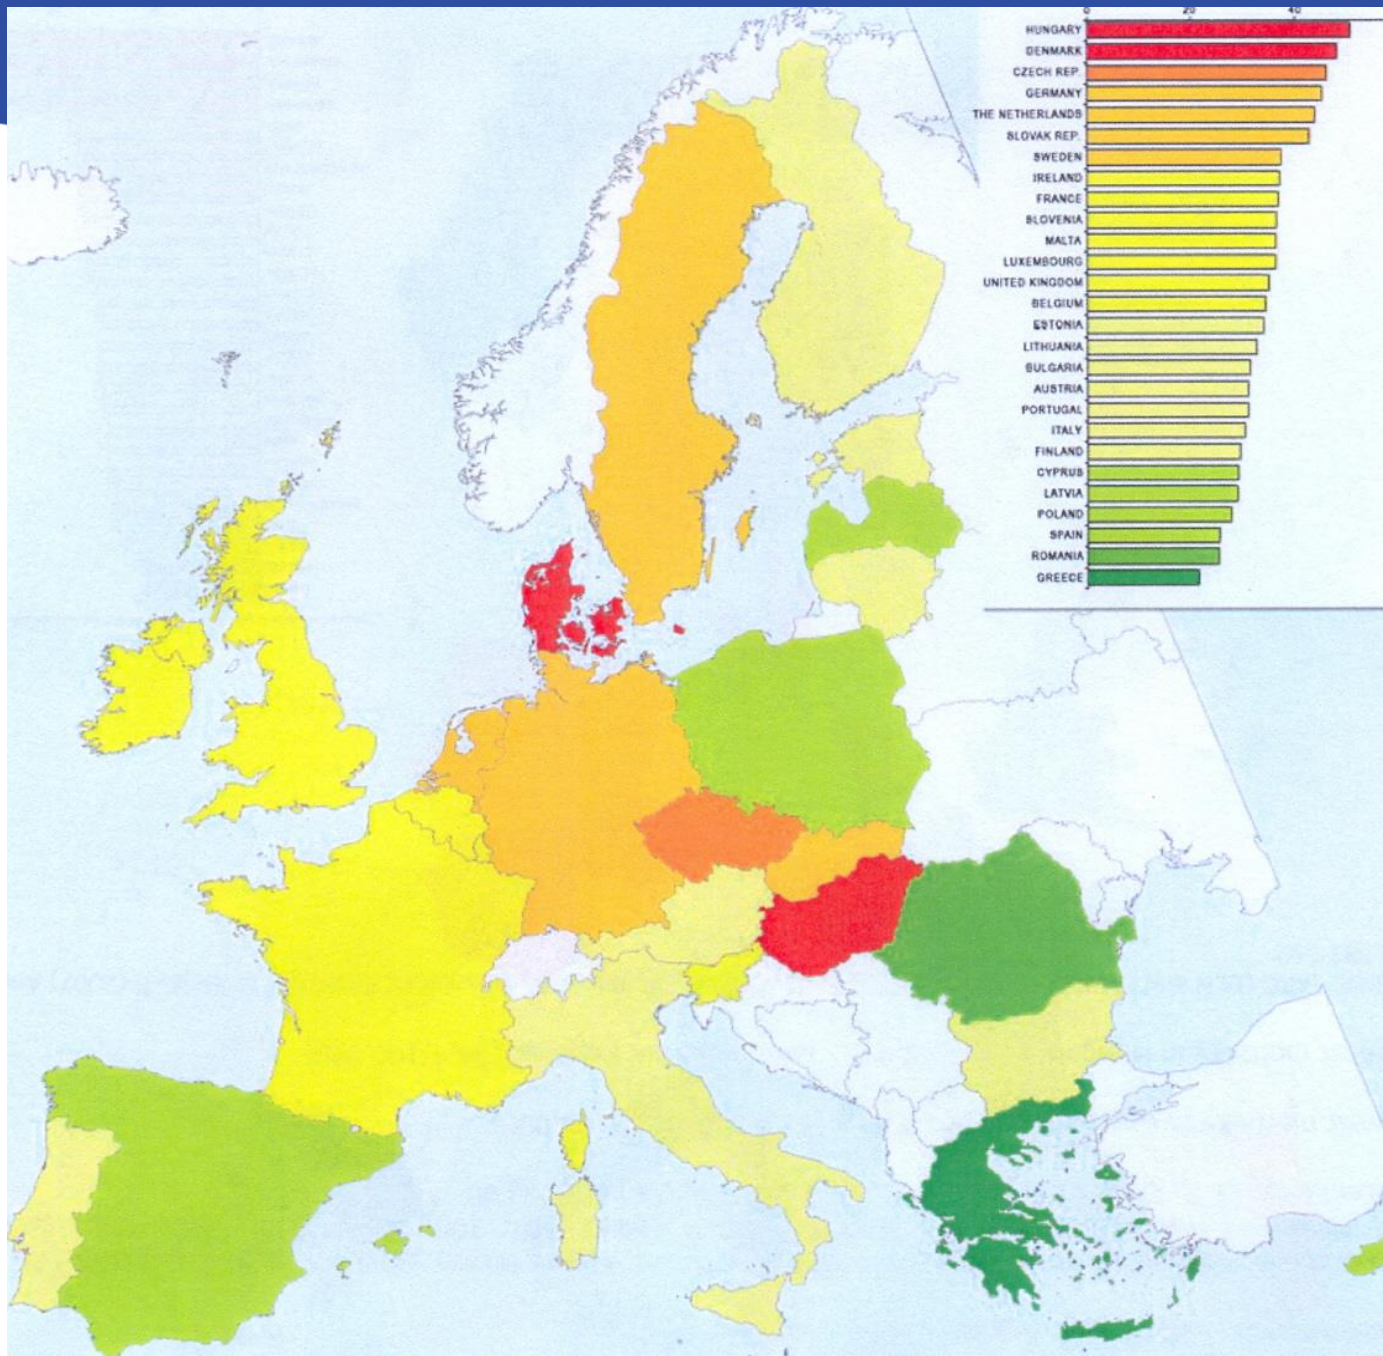 0 20 40
HUNGARY
DENMARK
CZECH REP.
GERMANY
THE NETHERLANDS
SLOVAK REP.
SWEDEN
IRELAND
FRANCE
SLOVENIA
MALTA
LUXEMBOURG
UNITED KINGDOM
BELGIUM
ESTONIA
LITHUANIA
BULGARIA
AUSTRIA
PORTUGAL
ITALY
FINLAND
CYPRUS
LATVIA
POLAND
SPAIN
ROMANIA
GREECE